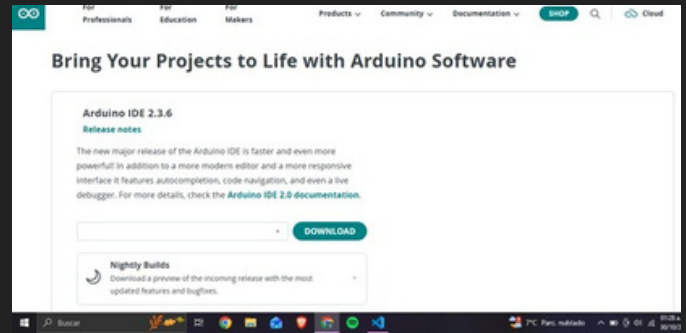 For For For
Professionals Education Makers Products Community Documentation SHOP Cloud
Bring Your Projects to Life with Arduino Software
Arduino IDE 2.3.6
Release notes
The new major release of the Arduino IDE is faster and even more
powerful! In addition to a more modern editor and a more responsive
interface it features autocompletion, code navigation, and even a live
debugger. For more details, check the Arduino IDE 2.0 documentation.
DOWNLOAD
Nightly Builds
Download a preview of the incoming release with the most
updated features and bugfixes.
Buscar 7°C Parc. nublado